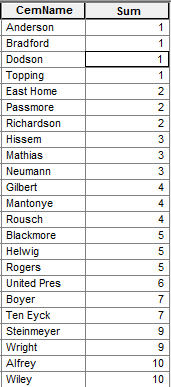 CemName Sum
Anderson 1
Bradford 1
Dodson 1
Topping 1
East Home 2
Passmore 2
Richardson 2
Hissem 3
Mathias 3
Neumann 3
Gilbert 4
Mantonye 4
Rousch 4
Blackmore 5
Helwig 5
Rogers 5
United Pres 6
Boyer 7
Ten Eyck 7
Steinmeyer 9
Wright 9
Alfrey 10
Wiley 10